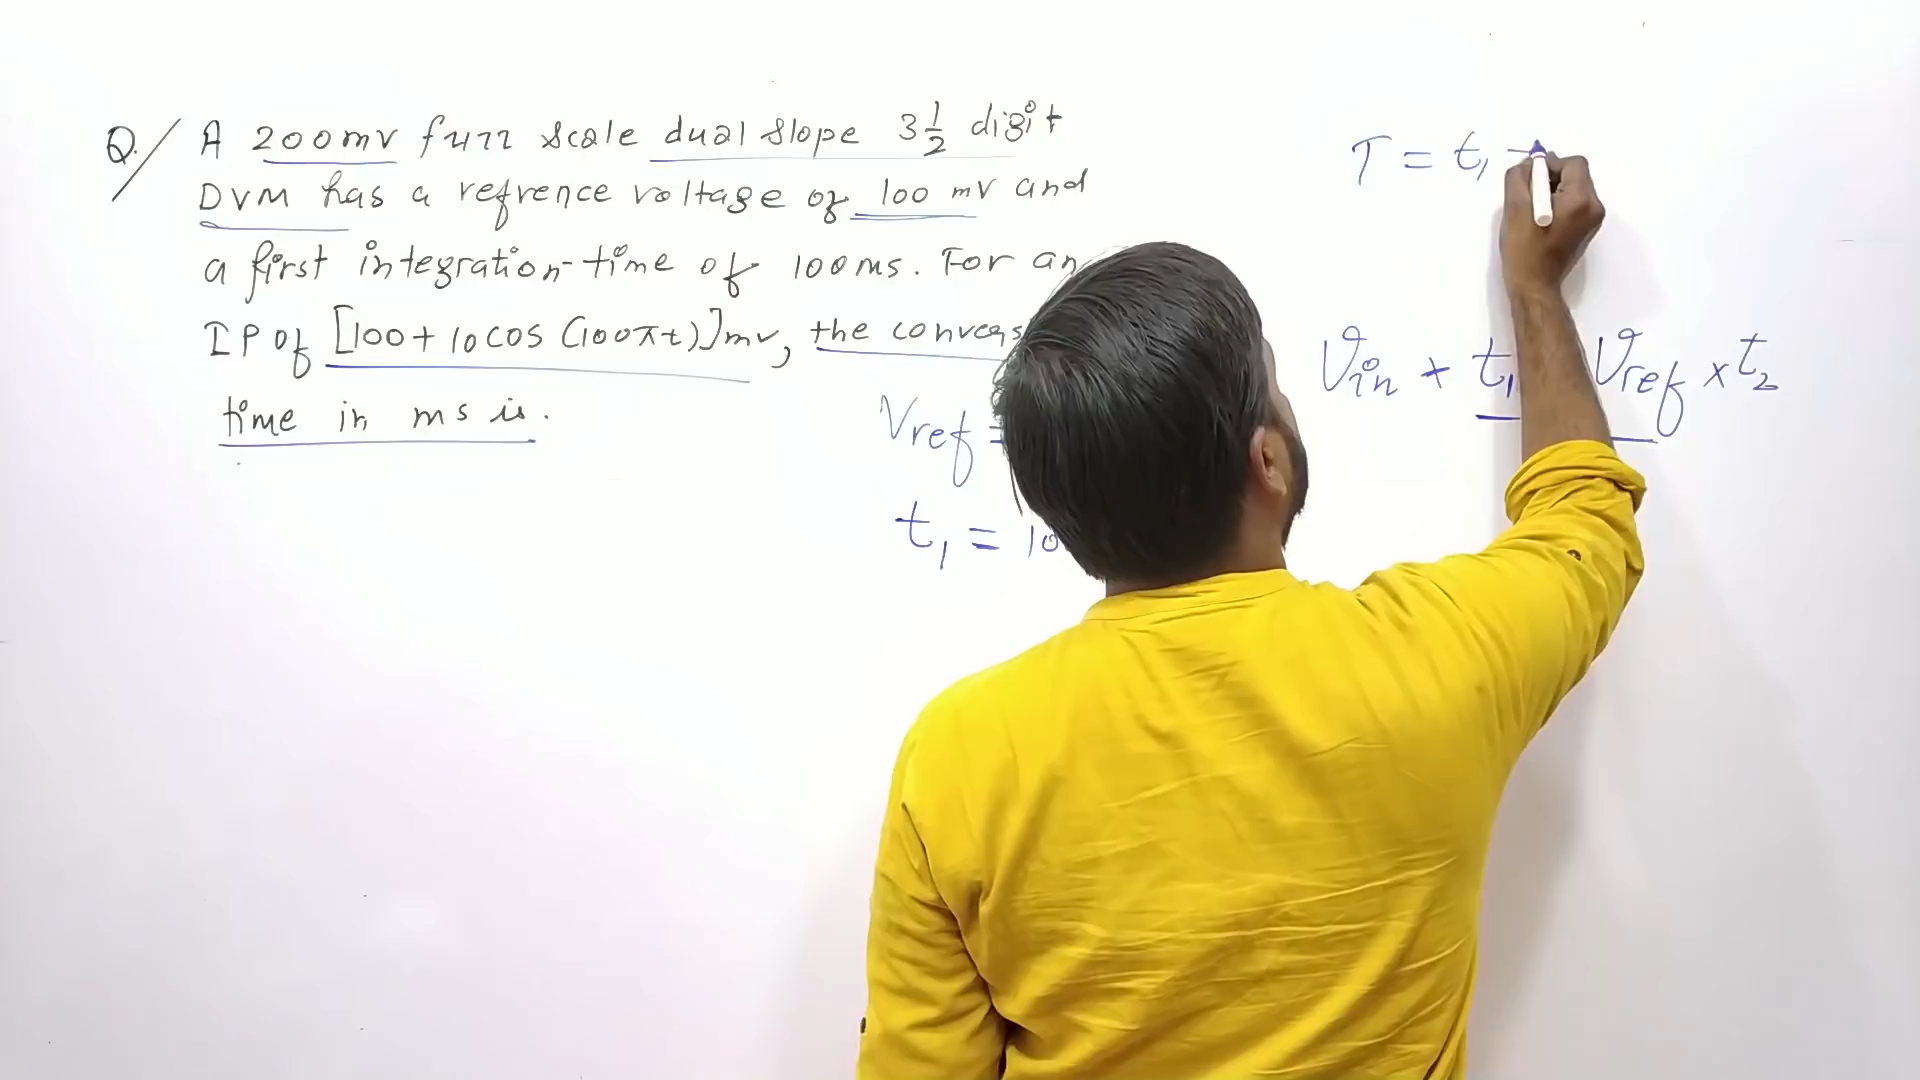 Q/ A 200mv full scale dual slope 3 1/2 digit
DVM has a refrence voltage of 100 mv and
a first integration time of 100ms. For an
IP of [100+10cos (100πt)]mv, the convers
time in ms is.
Vref =
t1 = 10
T = t1
Vin × t1 Vref × t2